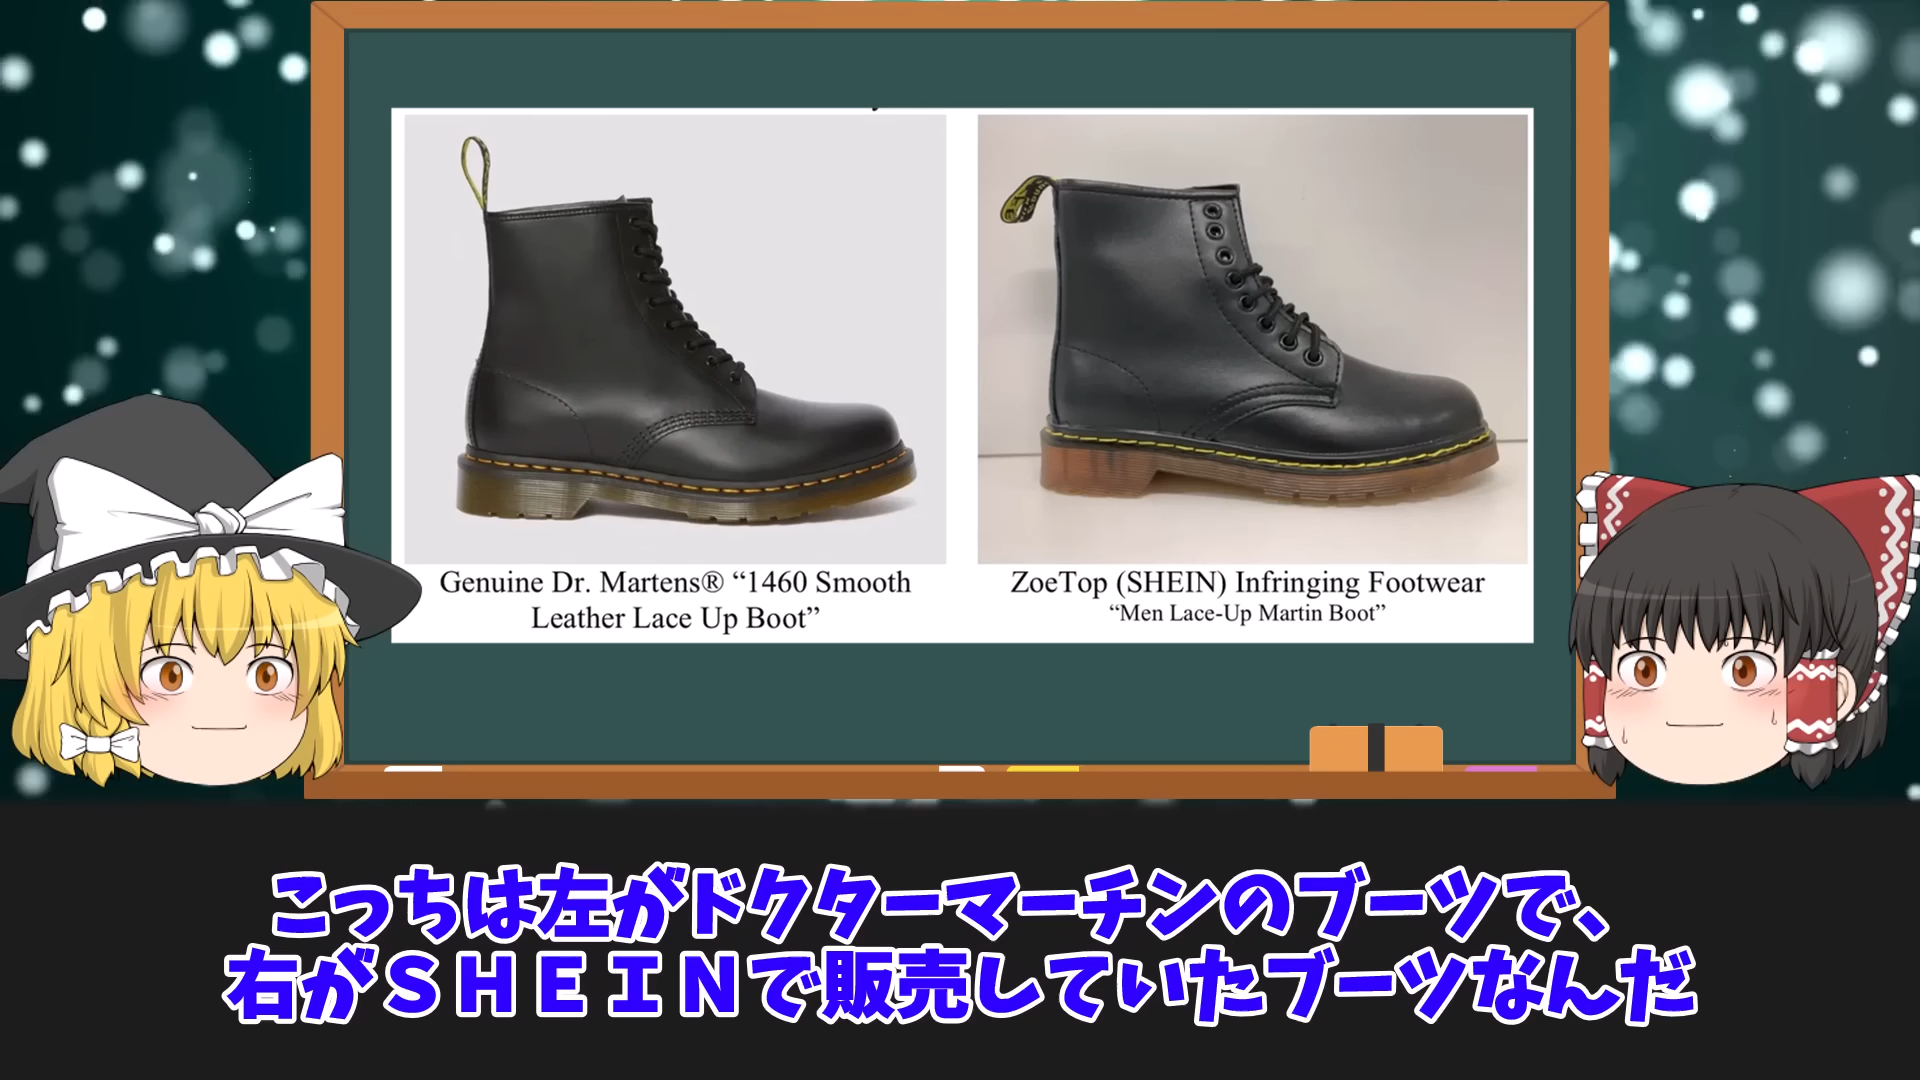 Genuine Dr. Martens® “1460 Smooth
Leather Lace Up Boot”
ZoeTop (SHEIN) Infringing Footwear
“Men Lace-Up Martin Boot”
こっちは左がドクターマーチンのブーツで、
右がＳＨＥＩＮで販売していたブーツなんだ